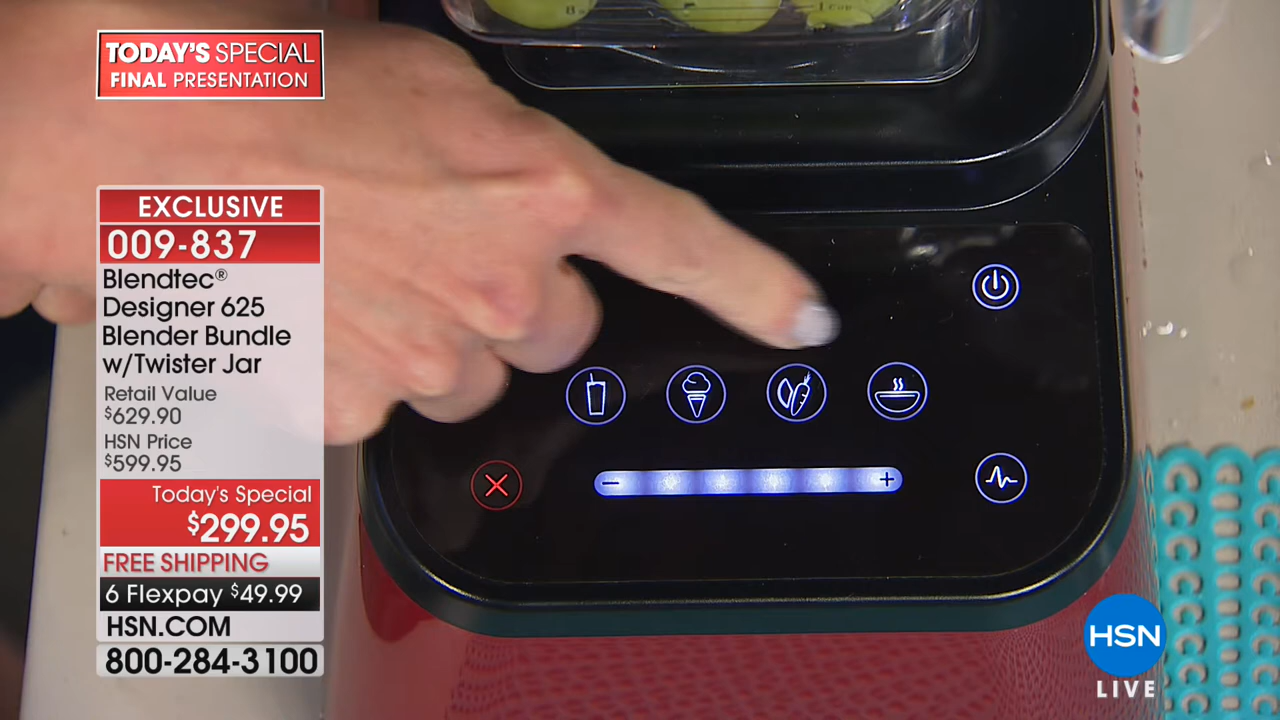 TODAY'S SPECIAL
FINAL PRESENTATION
EXCLUSIVE
009-837
Blendtec®
Designer 625
Blender Bundle
w/Twister Jar
Retail Value
$629.90
HSN Price
$599.95
Today's Special
$299.95
FREE SHIPPING
6 Flexpay $49.99
HSN.COM
800-284-3100
HSN
LIVE